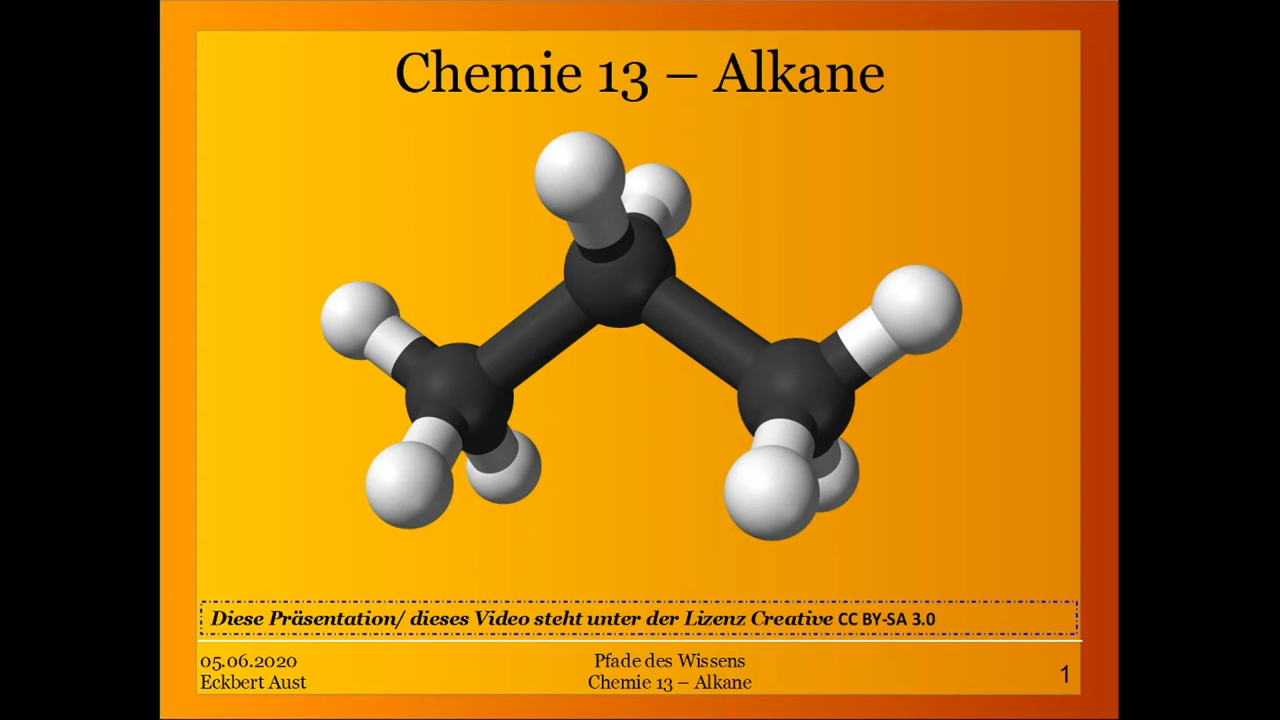 Chemie 13 – Alkane
Diese Präsentation/ dieses Video steht unter der Lizenz Creative CC BY-SA 3.0
05.06.2020
Eckbert Aust
Pfade des Wissens
Chemie 13 – Alkane
1